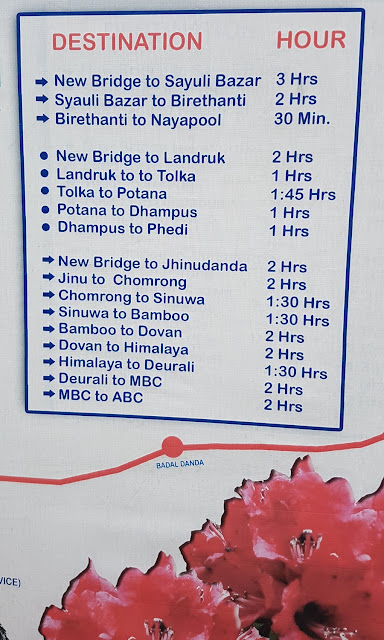 DESTINATION HOUR
➡ New Bridge to Sayuli Bazar 3 Hrs
➡ Syauli Bazar to Birethanti 2 Hrs
➡ Birethanti to Nayapool 30 Min.
• New Bridge to Landruk 2 Hrs
• Landruk to to Tolka 1 Hrs
• Tolka to Potana 1:45 Hrs
• Potana to Dhampus 1 Hrs
• Dhampus to Phedi 1 Hrs
➡ New Bridge to Jhinudanda 2 Hrs
➡ Jinu to Chomrong 2 Hrs
➡ Chomrong to Sinuwa 1:30 Hrs
➡ Sinuwa to Bamboo 1:30 Hrs
➡ Bamboo to Dovan 2 Hrs
➡ Dovan to Himalaya 2 Hrs
➡ Himalaya to Deurali 1:30 Hrs
➡ Deurali to MBC 2 Hrs
➡ MBC to ABC 2 Hrs
BADAL DANDA
VICE)